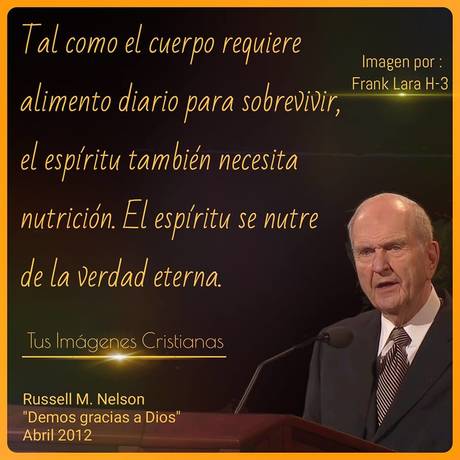 Tal como el cuerpo requiere
Imagen por :
Frank Lara H-3
alimento diario para sobrevivir,
el espíritu también necesita
nutrición. El espíritu se nutre
de la verdad eterna.
Tus Imágenes Cristianas
Russell M. Nelson
"Demos gracias a Dios"
Abril 2012